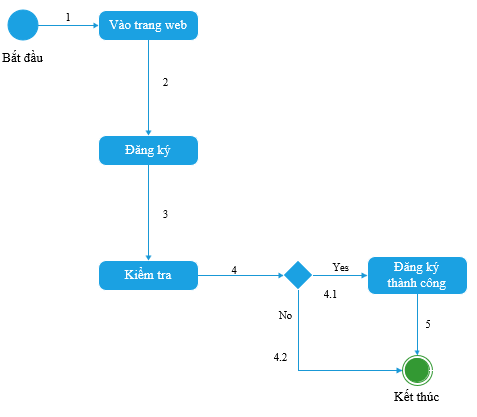 1
Vào trang web
Bắt đầu
2
Đăng ký
3
Kiểm tra
4
Yes
4.1
Đăng ký
thành công
No
5
4.2
Kết thúc